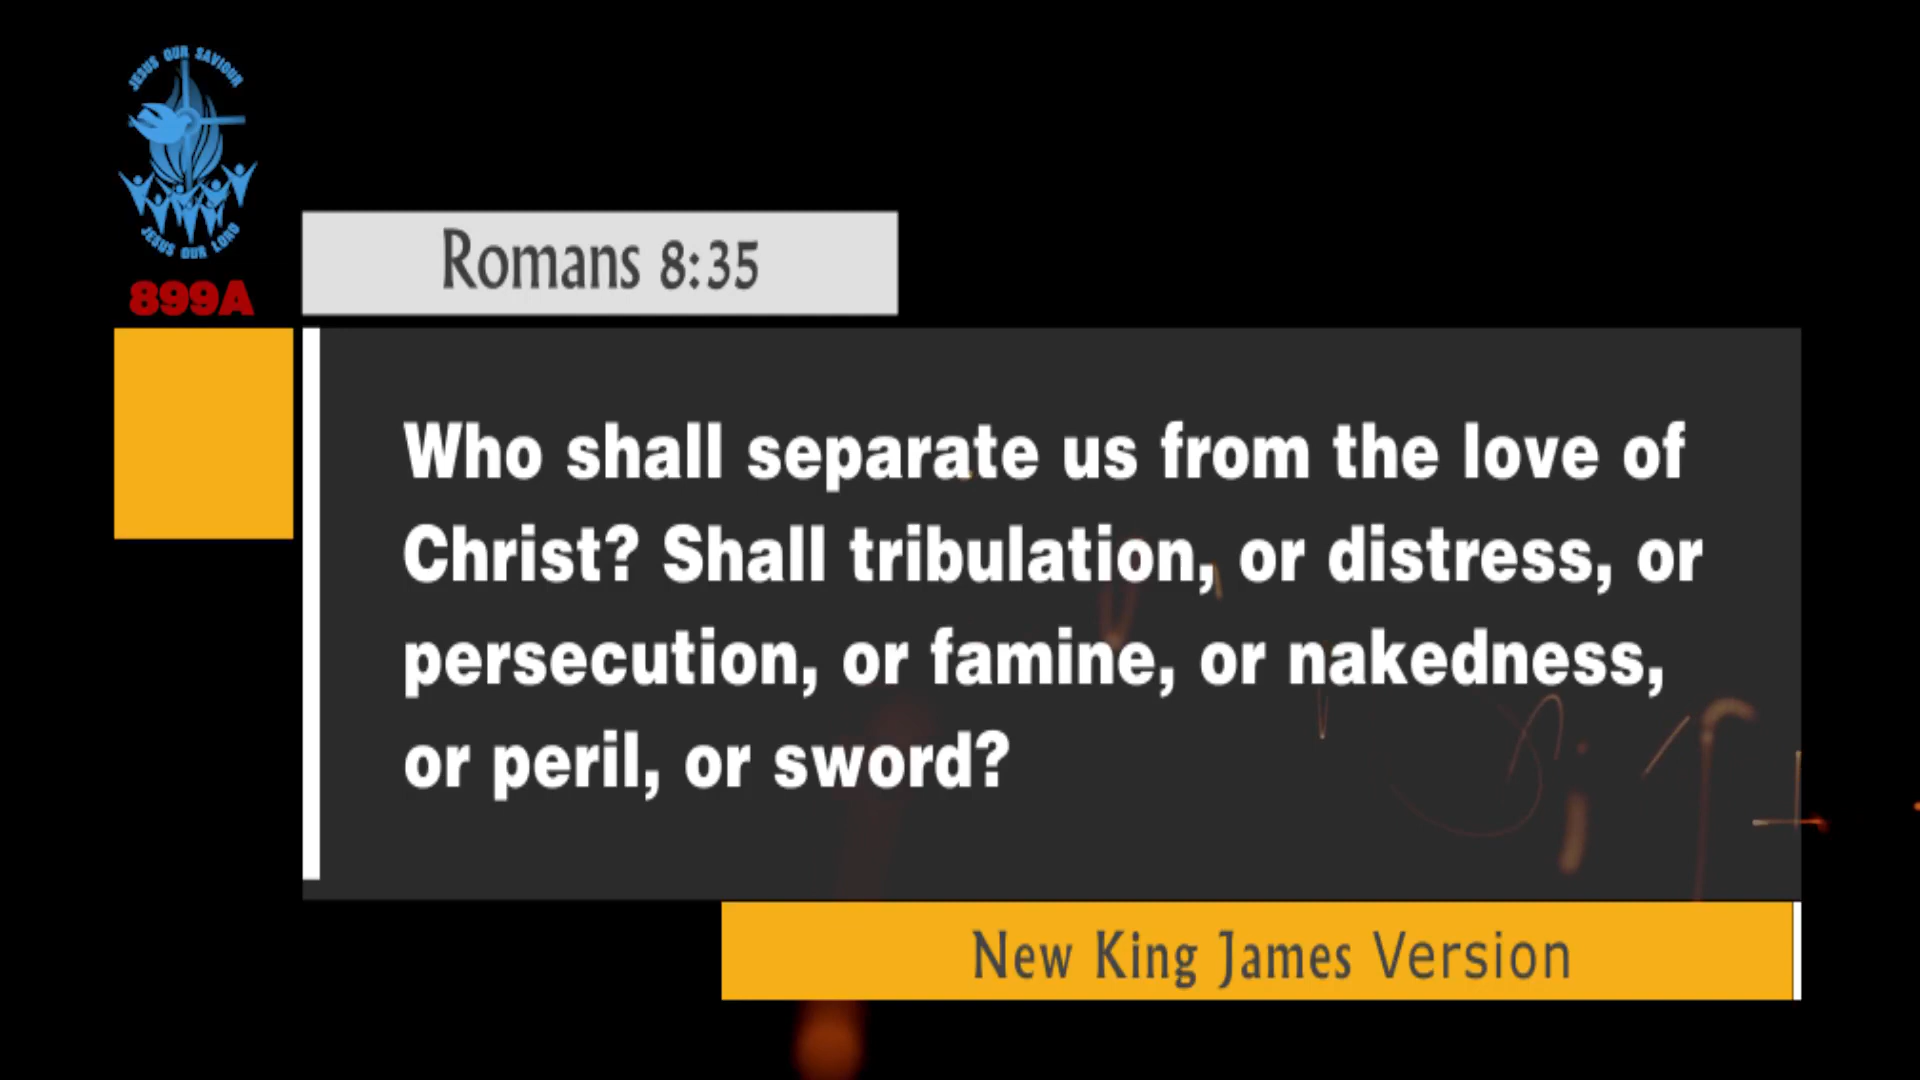 JESUS OUR SAVIOUR
JESUS OUR LORD
899A
Romans 8:35
Who shall separate us from the love of
Christ? Shall tribulation, or distress, or
persecution, or famine, or nakedness,
or peril, or sword?
New King James Version